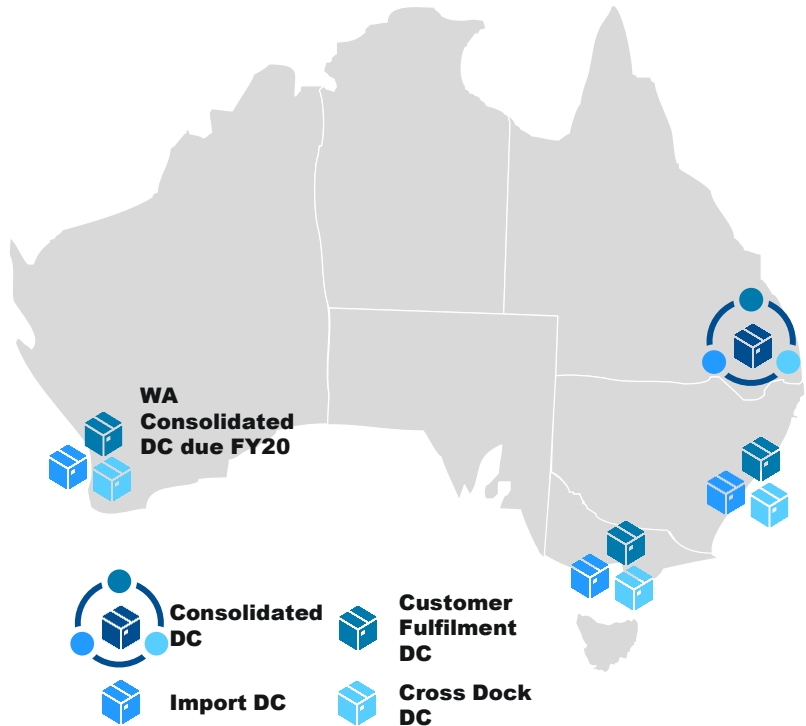 WA
Consolidated
DC due FY20
Consolidated
DC
Customer
Fulfilment
DC
Import DC
Cross Dock
DC